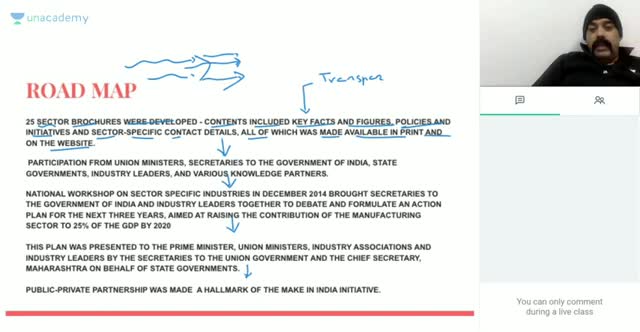 unacademy
Transper
ROAD MAP
25 SECTOR BROCHURES WERE DEVELOPED - CONTENTS INCLUDED KEY FACTS AND FIGURES, POLICIES AND
INITIATIVES AND SECTOR-SPECIFIC CONTACT DETAILS, ALL OF WHICH WAS MADE AVAILABLE IN PRINT AND
ON THE WEBSITE.
PARTICIPATION FROM UNION MINISTERS, SECRETARIES TO THE GOVERNMENT OF INDIA, STATE
GOVERNMENTS, INDUSTRY LEADERS, AND VARIOUS KNOWLEDGE PARTNERS.
NATIONAL WORKSHOP ON SECTOR SPECIFIC INDUSTRIES IN DECEMBER 2014 BROUGHT SECRETARIES TO
THE GOVERNMENT OF INDIA AND INDUSTRY LEADERS TOGETHER TO DEBATE AND FORMULATE AN ACTION
PLAN FOR THE NEXT THREE YEARS, AIMED AT RAISING THE CONTRIBUTION OF THE MANUFACTURING
SECTOR TO 25% OF THE GDP BY 2020
THIS PLAN WAS PRESENTED TO THE PRIME MINISTER, UNION MINISTERS, INDUSTRY ASSOCIATIONS AND
INDUSTRY LEADERS BY THE SECRETARIES TO THE UNION GOVERNMENT AND THE CHIEF SECRETARY,
MAHARASHTRA ON BEHALF OF STATE GOVERNMENTS.
PUBLIC-PRIVATE PARTNERSHIP WAS MADE A HALLMARK OF THE MAKE IN INDIA INITIATIVE.
You can only comment
during a live class